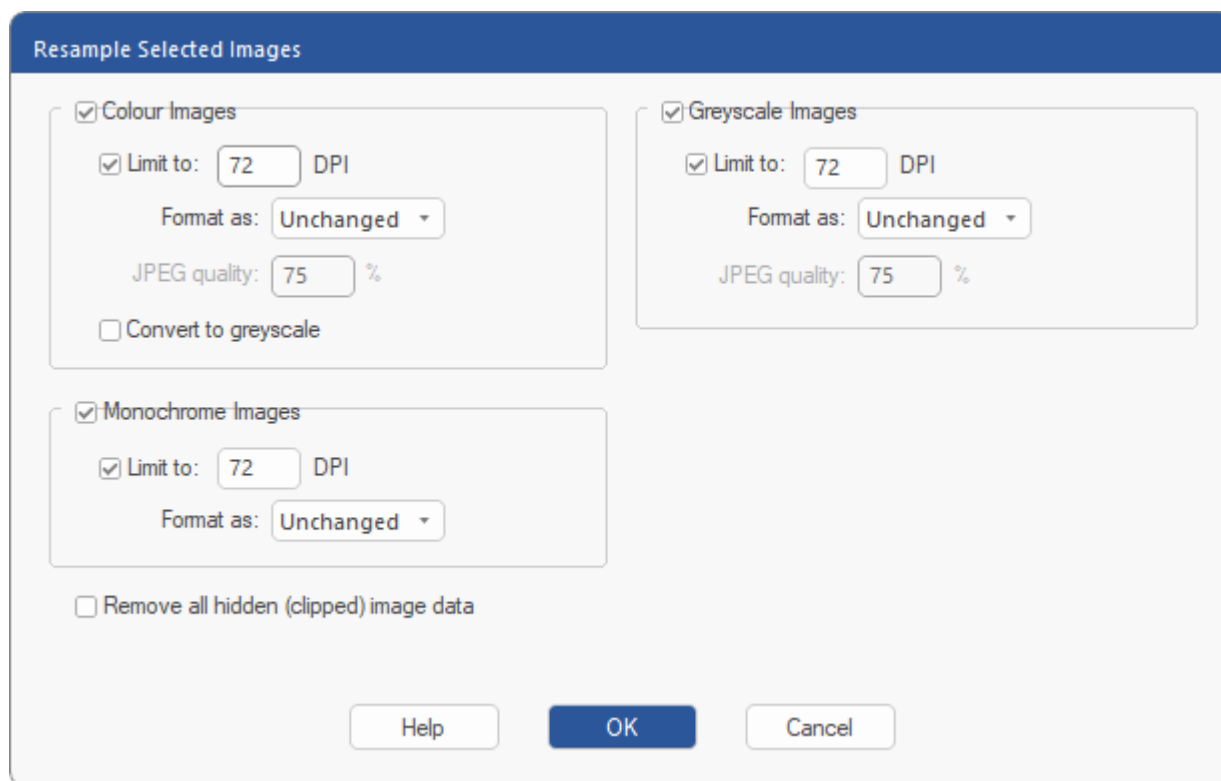 Resample Selected Images
Colour Images
Limit to: 72 DPI
Format as: Unchanged
JPEG quality: 75 %
Convert to greyscale
Greyscale Images
Limit to: 72 DPI
Format as: Unchanged
JPEG quality: 75 %
Monochrome Images
Limit to: 72 DPI
Format as: Unchanged
Remove all hidden (clipped) image data
Help OK Cancel